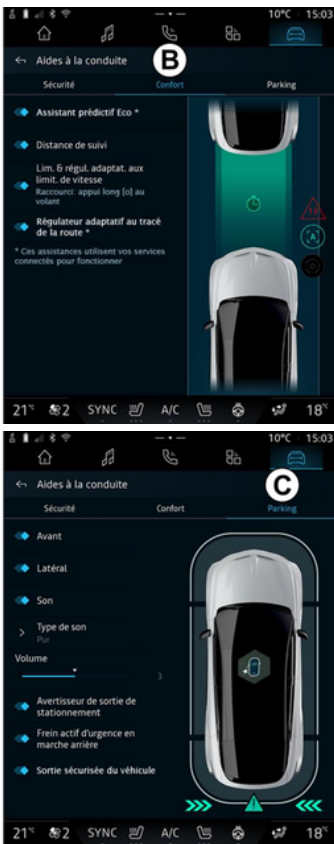 10°C 15:03
Aides à la conduite
B
Sécurité Confort Parking
Assistant prédictif Eco *
Distance de suivi
Lim. & régul. adaptat. aux
limit. de vitesse
Raccourci: appui long [o] au
volant
Régulateur adaptatif au tracé
de la route *
* Ces assistances utilisent vos services
connectés pour fonctionner
A
21°C 2 SYNC A/C 18°C
10°C 15:03
Aides à la conduite
C
Sécurité Confort Parking
Avant
Latéral
Son
Type de son
Pur
Volume
3
Avertisseur de sortie de
stationnement
Frein actif d'urgence en
marche arrière
Sortie sécurisée du véhicule
21°C 2 SYNC A/C 18°C